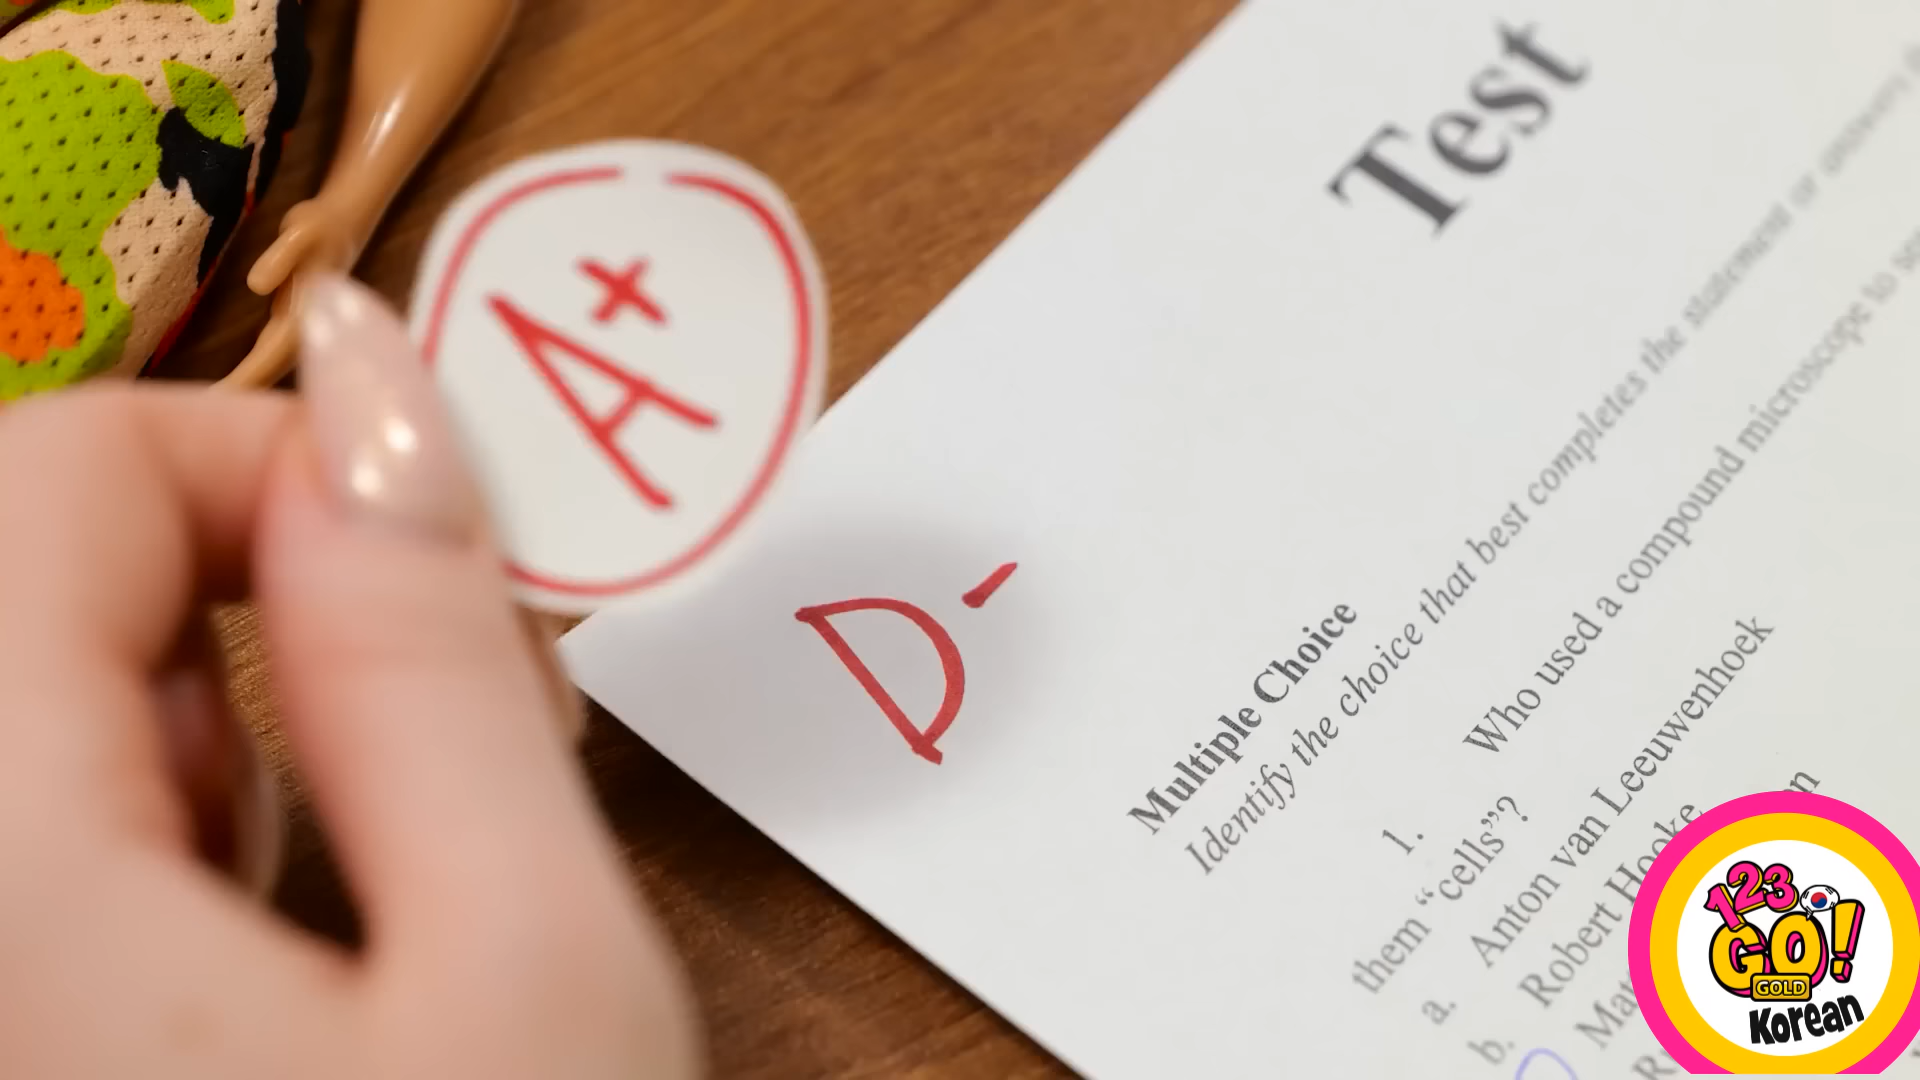 Test
A+
D-
Multiple Choice
Identify the choice that best completes the statement or answers
1.
Who used a compound microscope to
them “cells”?
a.
Anton van Leeuwenhoek
b.
Robert Hooke
123
GO!
GOLD
Korean